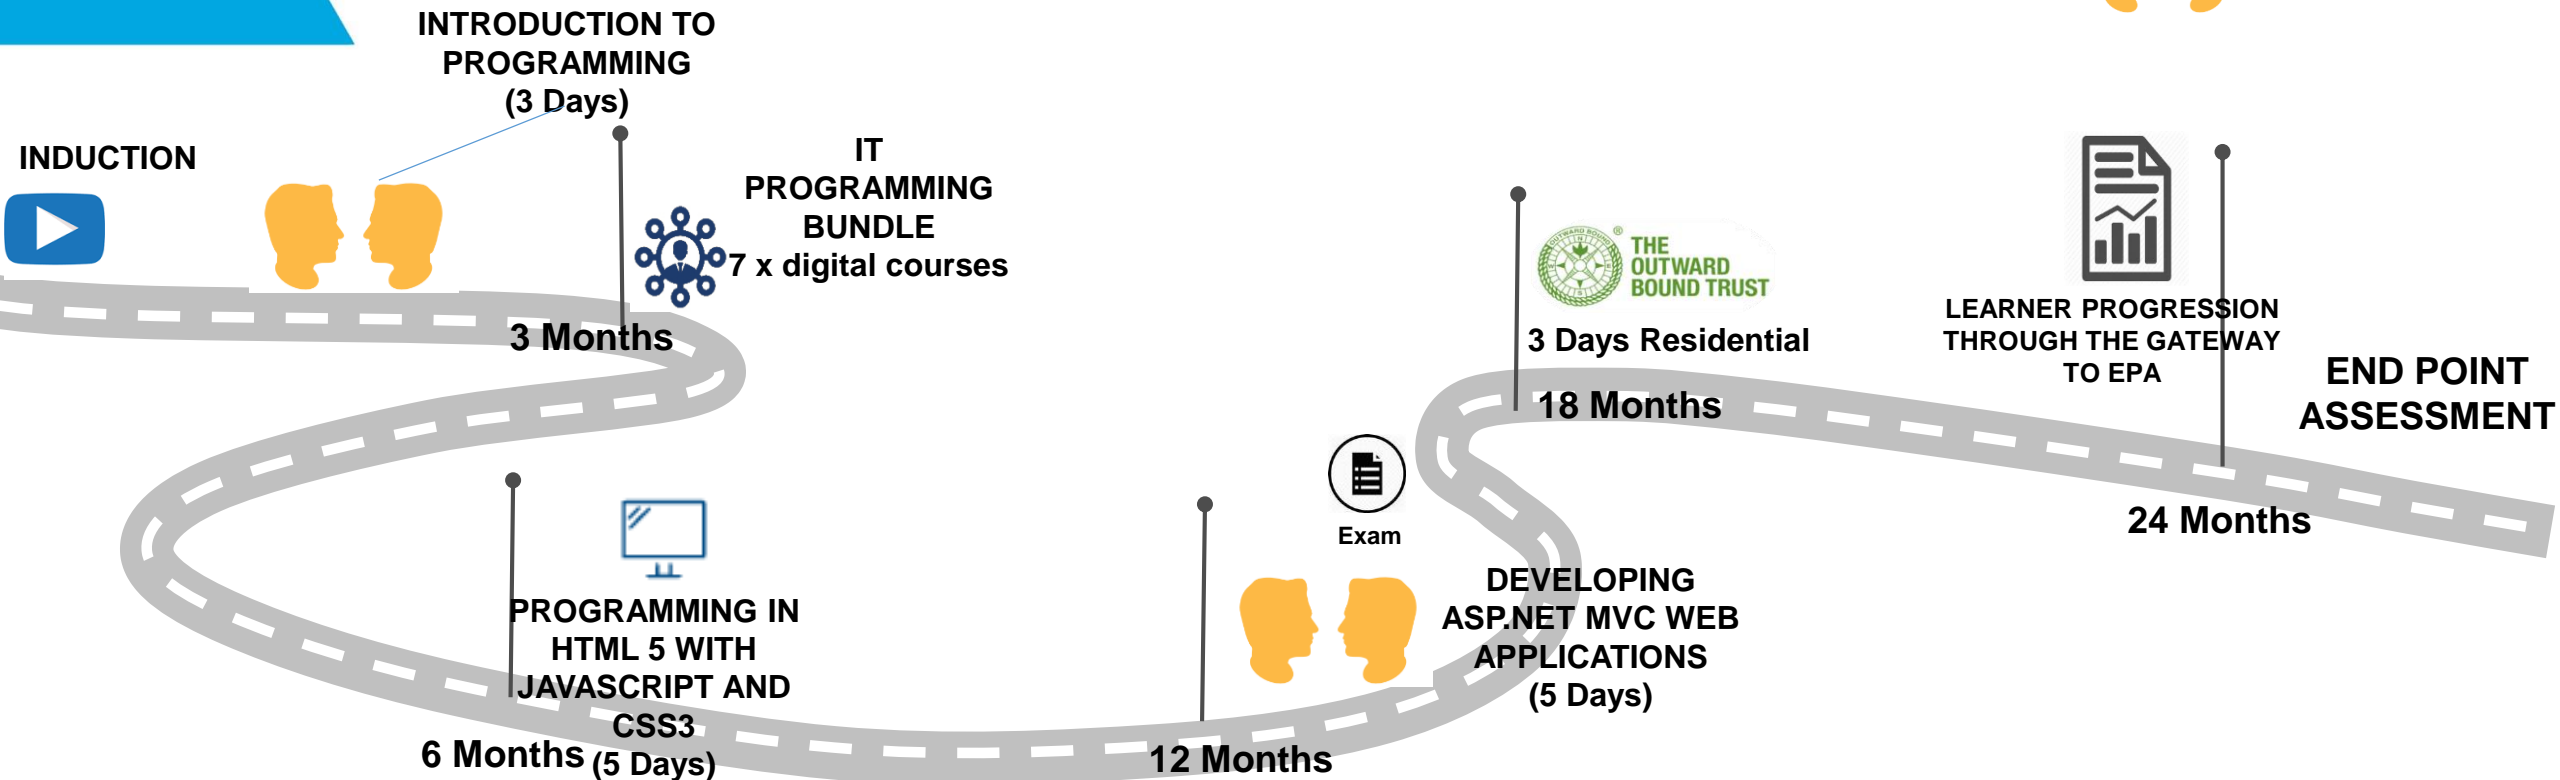 INTRODUCTION TO
PROGRAMMING
(3 Days)
INDUCTION
IT
PROGRAMMING
BUNDLE
7 x digital courses
3 Months
PROGRAMMING IN
HTML 5 WITH
JAVASCRIPT AND
CSS3
(5 Days)
6 Months
12 Months
Exam
DEVELOPING
ASP.NET MVC WEB
APPLICATIONS
(5 Days)
OUTWARD BOUND
®
THE
OUTWARD
BOUND TRUST
3 Days Residential
18 Months
LEARNER PROGRESSION
THROUGH THE GATEWAY
TO EPA
24 Months
END POINT
ASSESSMENT